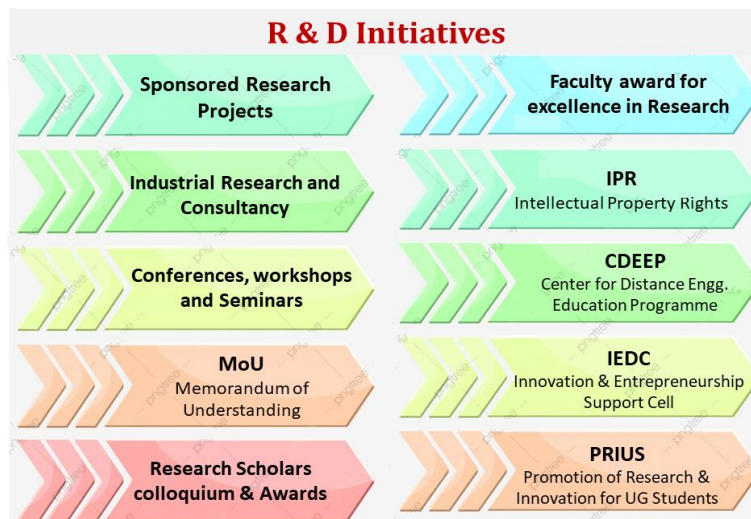 R & D Initiatives
Sponsored Research
Projects
Industrial Research and
Consultancy
Conferences, workshops
and Seminars
MoU
Memorandum of
Understanding
Research Scholars
colloquium & Awards
Faculty award for
excellence in Research
IPR
Intellectual Property Rights
CDEEP
Center for Distance Engg.
Education Programme
IEDC
Innovation & Entrepreneurship
Support Cell
PRIUS
Promotion of Research &
Innovation for UG Students